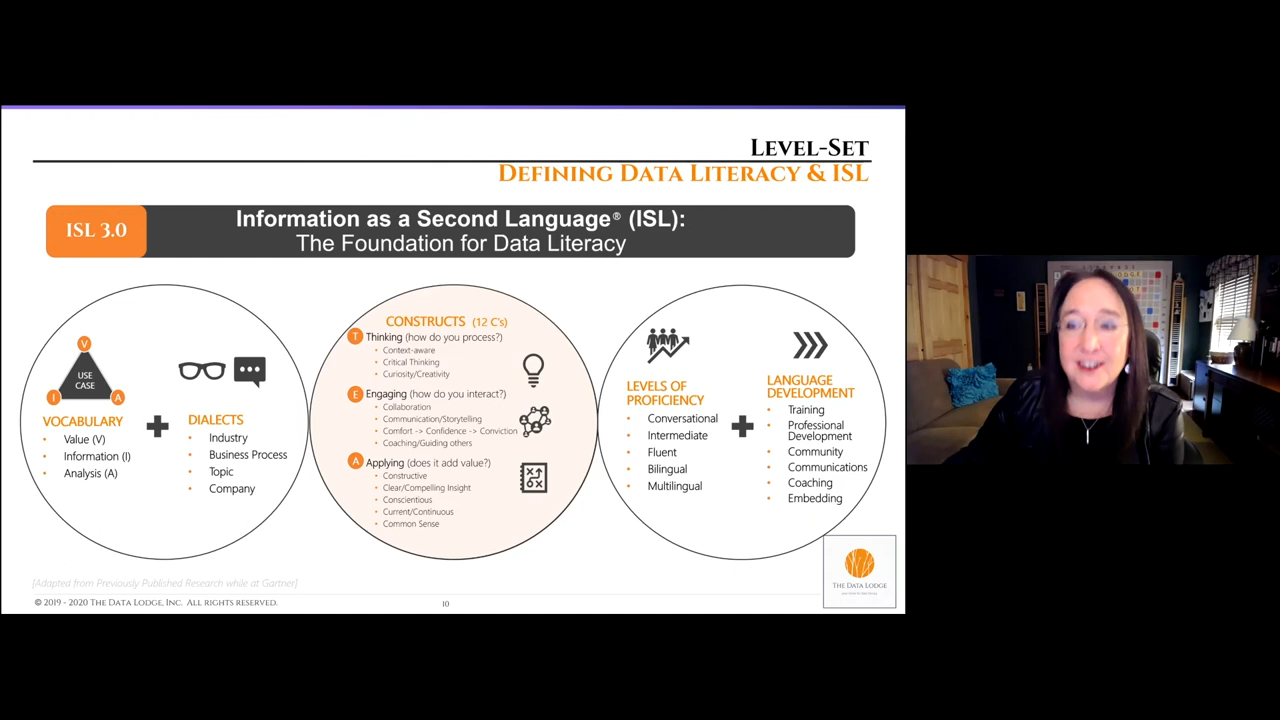 LEVEL-SET
DEFINING DATA LITERACY & ISL
ISL 3.0
Information as a Second Language® (ISL):
The Foundation for Data Literacy
V
USE
CASE
I
A
VOCABULARY
• Value (V)
• Information (I)
• Analysis (A)
DIALECTS
• Industry
• Business Process
• Topic
• Company
CONSTRUCTS (12 C's)
T Thinking (how do you process?)
• Context-aware
• Critical Thinking
• Curiosity/Creativity
E Engaging (how do you interact?)
• Collaboration
• Communication/Storytelling
• Comfort -> Confidence -> Conviction
• Coaching/Guiding others
A Applying (does it add value?)
• Constructive
• Clear/Compelling Insight
• Conscientious
• Current/Continuous
• Common Sense
LEVELS OF
PROFICIENCY
• Conversational
• Intermediate
• Fluent
• Bilingual
• Multilingual
LANGUAGE
DEVELOPMENT
• Training
• Professional
Development
• Community
• Communications
• Coaching
• Embedding
[Adapted from Previously Published Research while at Gartner]
© 2019 - 2020 THE DATA LODGE, INC. ALL RIGHTS RESERVED.
10
THE DATA LODGE